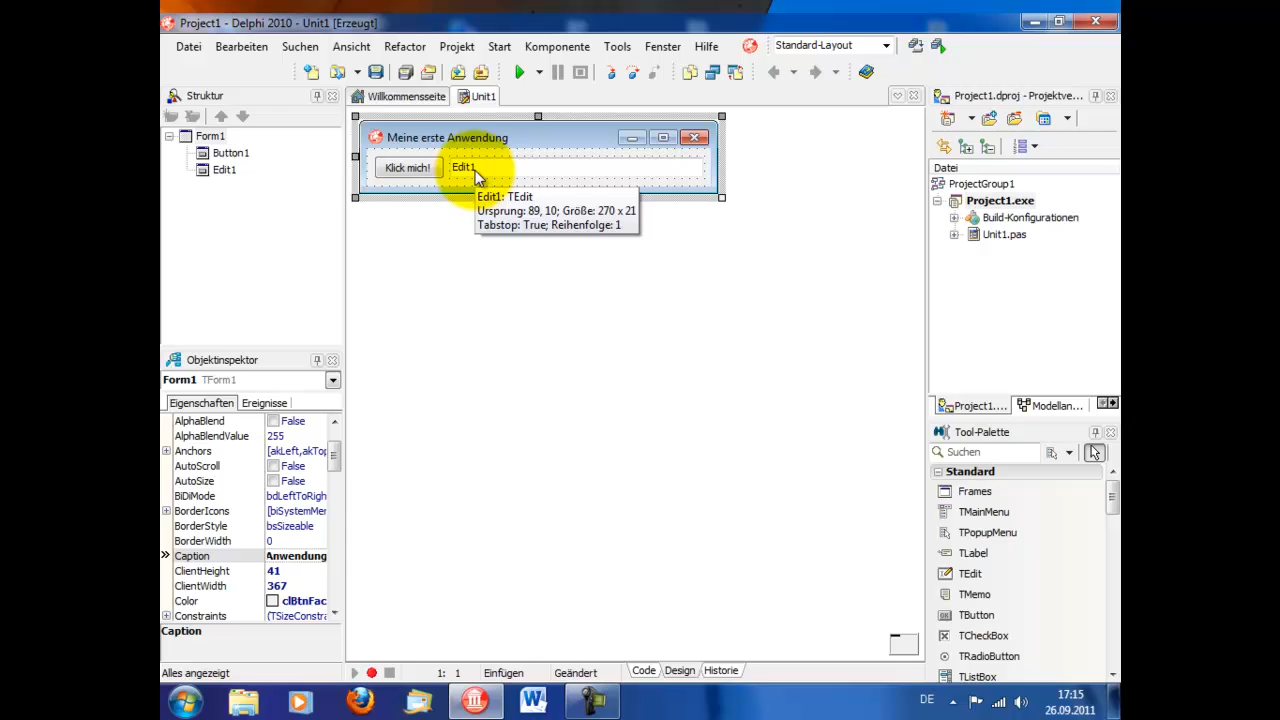 Project1 - Delphi 2010 - Unit1 [Erzeugt]
Datei Bearbeiten Suchen Ansicht Refactor Projekt Start Komponente Tools Fenster Hilfe Standard-Layout
Struktur
Form1
Button1
Edit1
Willkommensseite Unit1
Meine erste Anwendung
Klick mich! Edit1
Edit1: TEdit
Ursprung: 89, 10; Größe: 270 x 21
Tabstop: True; Reihenfolge: 1
Project1.dproj - Projektve...
Datei
ProjectGroup1
Project1.exe
Build-Konfigurationen
Unit1.pas
Project1.... Modellan...
Objektinspektor
Form1 TForm1
Eigenschaften Ereignisse
AlphaBlend False
AlphaBlendValue 255
Anchors [akLeft,akTop
AutoScroll False
AutoSize False
BiDiMode bdLeftToRigh
BorderIcons [biSystemMen
BorderStyle bsSizeable
BorderWidth 0
Caption Anwendung
ClientHeight 41
ClientWidth 367
Color clBtnFac
Constraints (TSizeConstra
Caption
Alles angezeigt
1: 1 Einfügen Geändert Code Design Historie
Tool-Palette
Suchen
Standard
Frames
TMainMenu
TPopupMenu
TLabel
TEdit
TMemo
TButton
TCheckBox
TRadioButton
TListBox
DE 17:15
26.09.2011